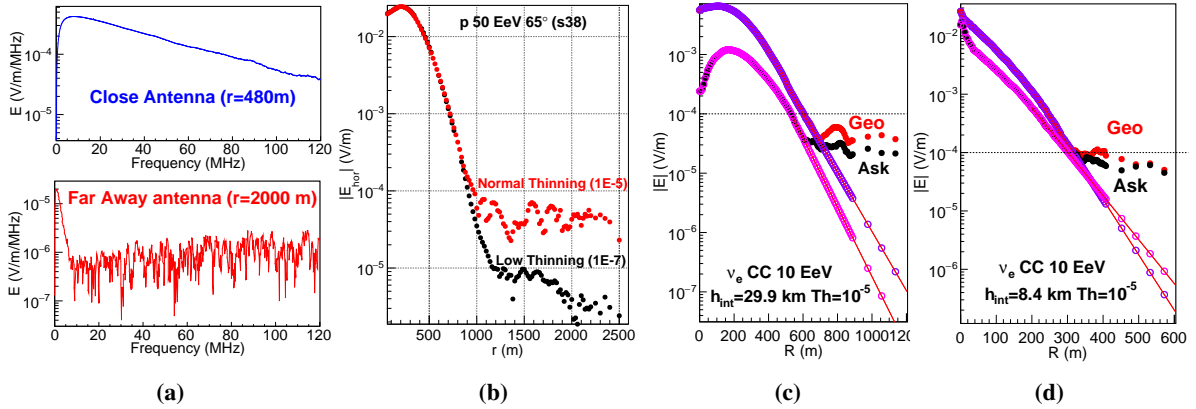 10⁻⁴
10⁻⁵
E (V/m/MHz)
Close Antenna (r=480m)
0 20 40 60 80 100 120
Frequency (MHz)
10⁻⁵
10⁻⁶
10⁻⁷
E (V/m/MHz)
Far Away antenna (r=2000 m)
0 20 40 60 80 100 120
Frequency (MHz)
(a)
p 50 EeV 65° (s38)
10⁻²
10⁻³
10⁻⁴
10⁻⁵
|E_hor| (V/m)
Normal Thinning (1E-5)
Low Thinning (1E-7)
500 1000 1500 2000 2500
r (m)
(b)
10⁻³
10⁻⁴
10⁻⁵
10⁻⁶
10⁻⁷
|E| (V/m)
Geo
Ask
ν_e CC 10 EeV
h_int=29.9 km Th=10⁻⁵
0 200 400 600 800 1000 120
R (m)
(c)
10⁻²
10⁻³
10⁻⁴
10⁻⁵
10⁻⁶
|E| (V/m)
Geo
Ask
ν_e CC 10 EeV
h_int=8.4 km Th=10⁻⁵
0 100 200 300 400 500 600
R (m)
(d)